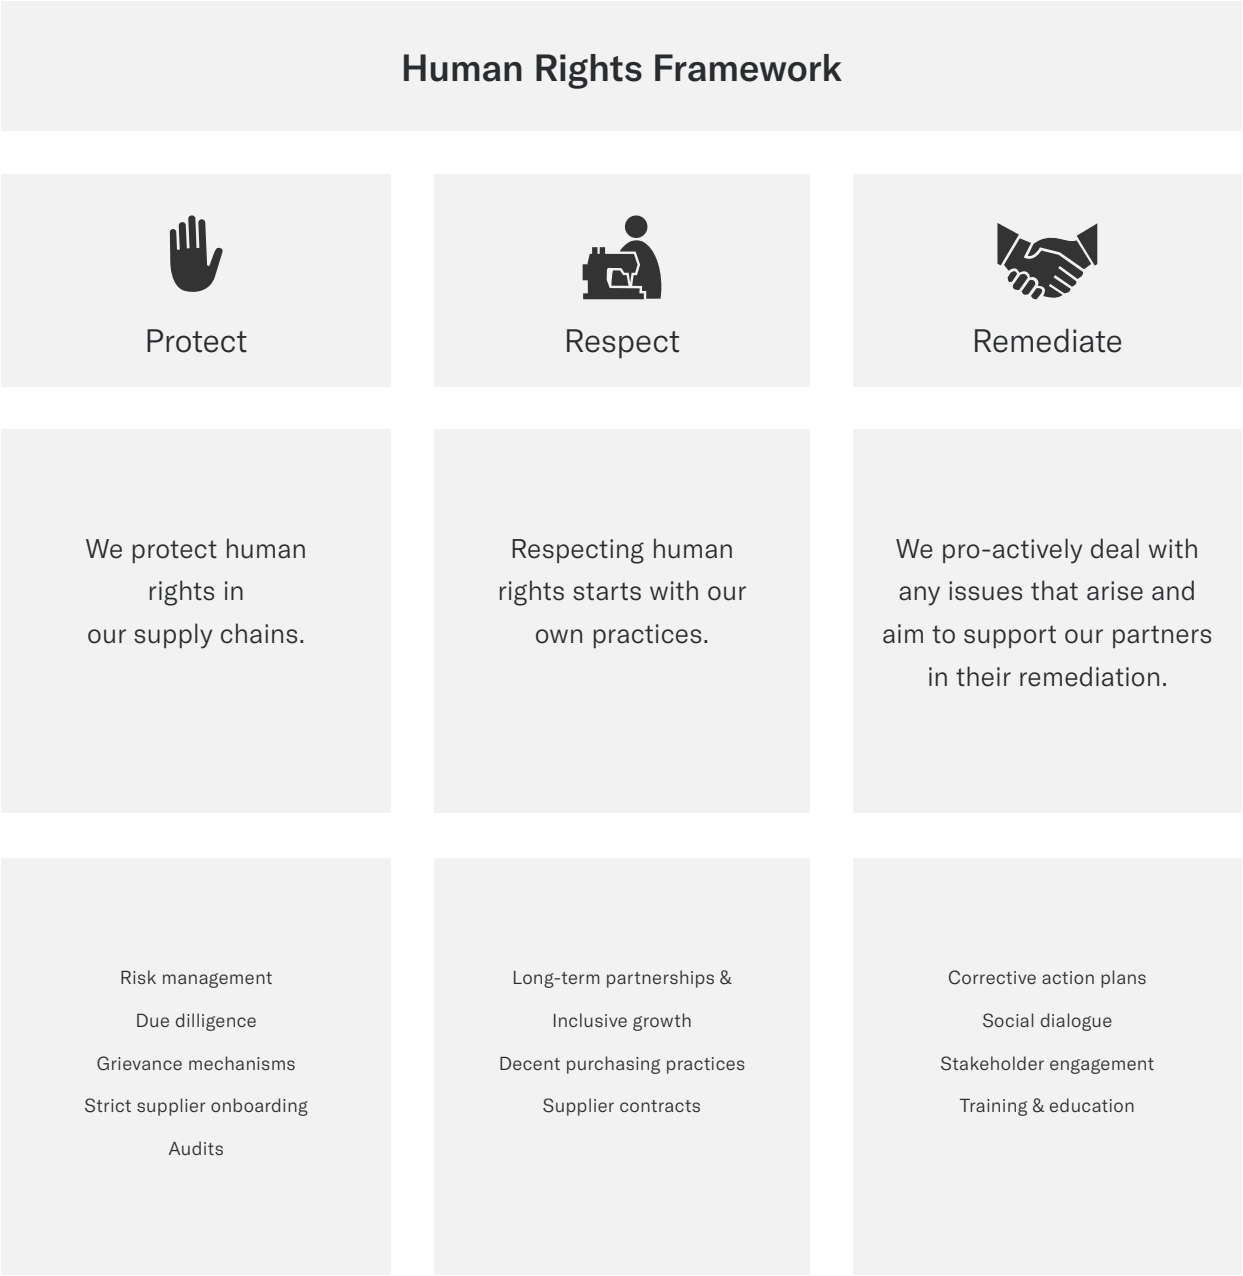 Human Rights Framework
Protect
Respect
Remediate
We protect human
rights in
our supply chains.
Respecting human
rights starts with our
own practices.
We pro-actively deal with
any issues that arise and
aim to support our partners
in their remediation.
Risk management
Due dilligence
Grievance mechanisms
Strict supplier onboarding
Audits
Long-term partnerships &
Inclusive growth
Decent purchasing practices
Supplier contracts
Corrective action plans
Social dialogue
Stakeholder engagement
Training & education